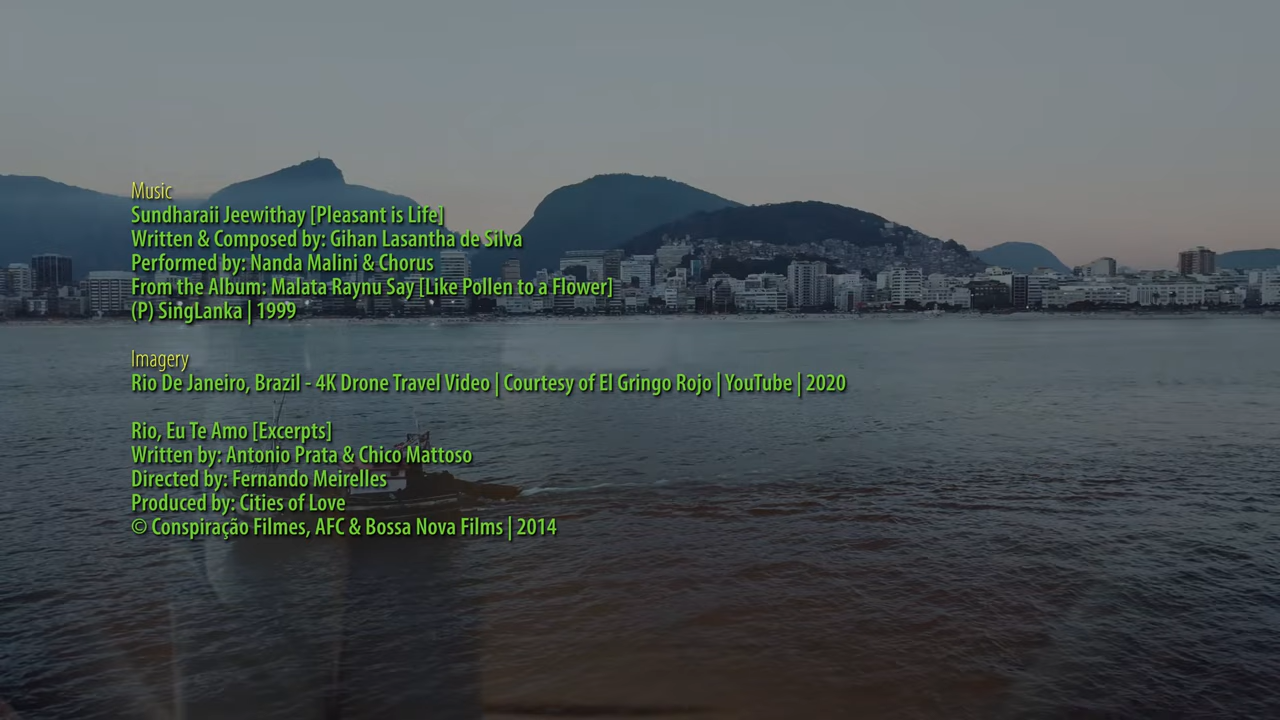 Music
Sundharaii Jeewithay [Pleasant is Life]
Written & Composed by: Gihan Lasantha de Silva
Performed by: Nanda Malini & Chorus
From the Album: Malata Raynu Say [Like Pollen to a Flower]
(P) SingLanka | 1999
Imagery
Rio De Janeiro, Brazil - 4K Drone Travel Video | Courtesy of El Gringo Rojo | YouTube | 2020
Rio, Eu Te Amo [Excerpts]
Written by: Antonio Prata & Chico Mattoso
Directed by: Fernando Meirelles
Produced by: Cities of Love
© Conspiração Filmes, AFC & Bossa Nova Films | 2014